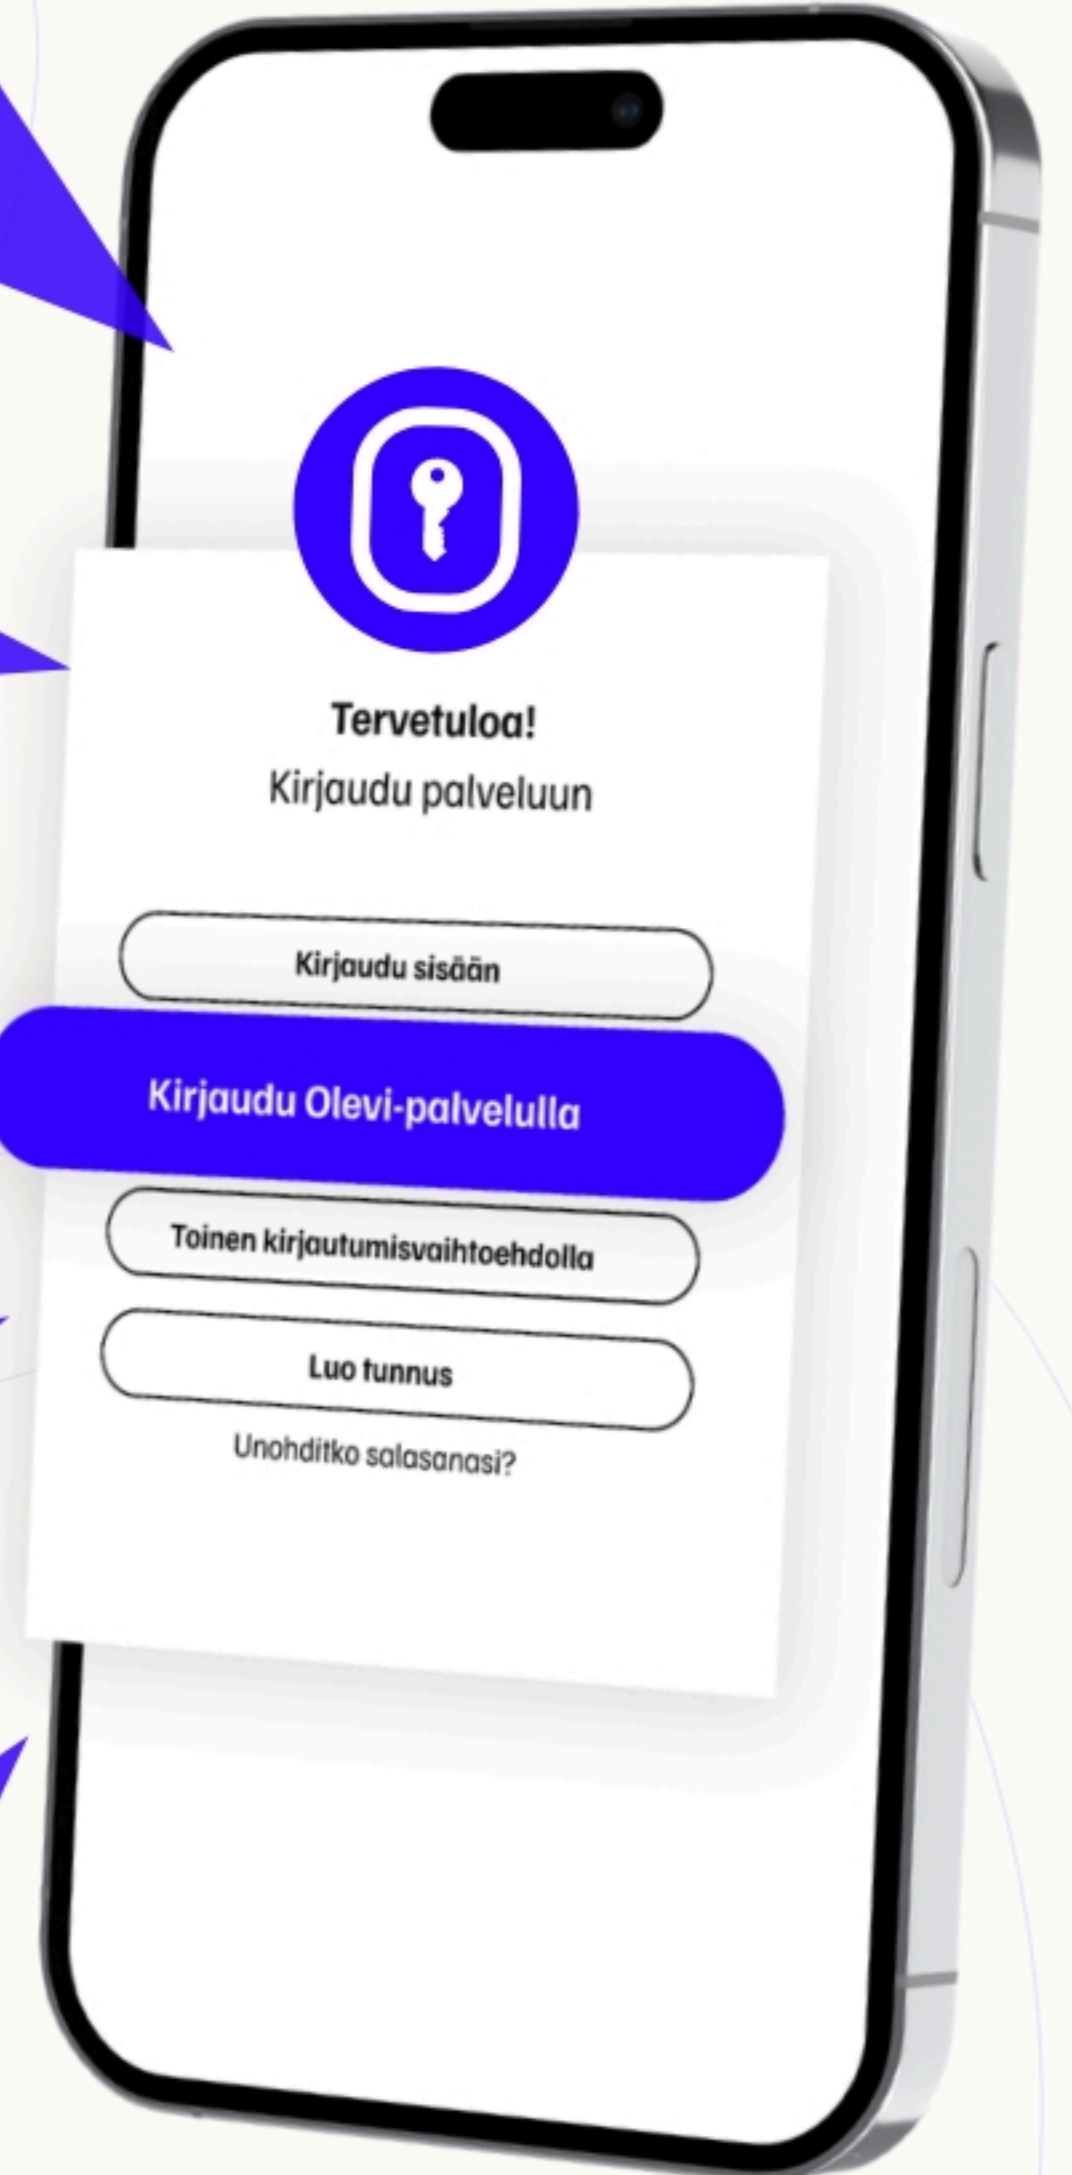 Tervetuloa!
Kirjaudu palveluun
Kirjaudu sisään
Kirjaudu Olevi-palvelulla
Toinen kirjautumisvaihtoehdolla
Luo tunnus
Unohditko salasanasi?